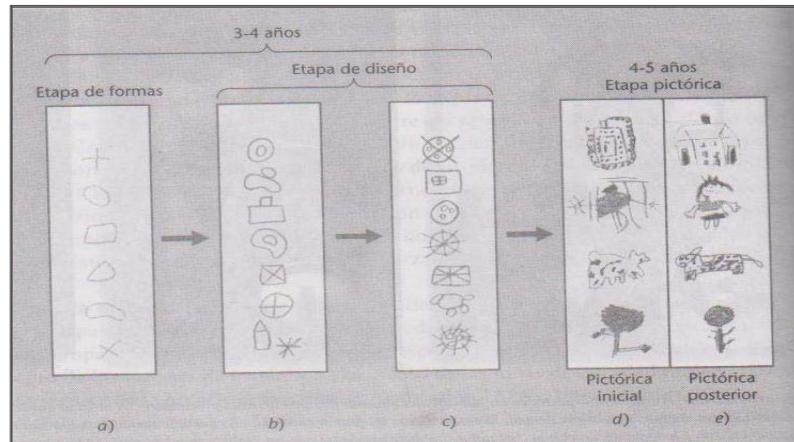 3-4 años
Etapa de diseño
Etapa de formas
4-5 años
Etapa pictórica
Pictórica
inicial
Pictórica
posterior
a)
b)
c)
d)
e)